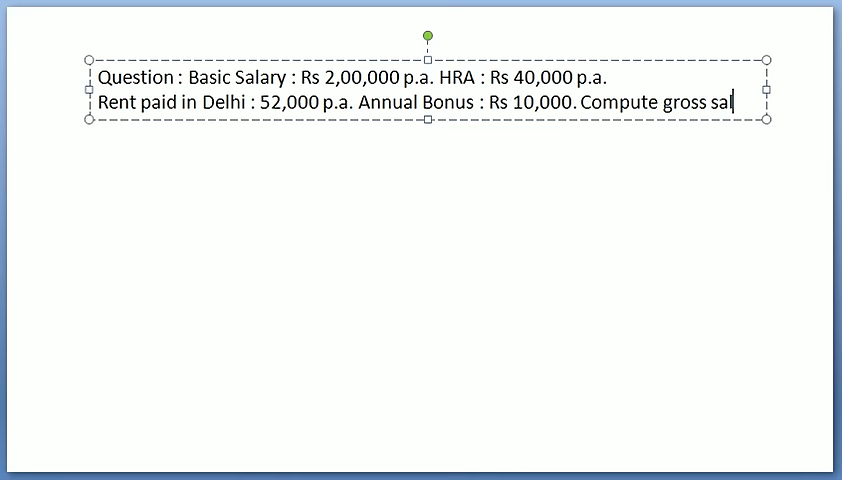 Question : Basic Salary : Rs 2,00,000 p.a. HRA : Rs 40,000 p.a.
Rent paid in Delhi : 52,000 p.a. Annual Bonus : Rs 10,000. Compute gross sal